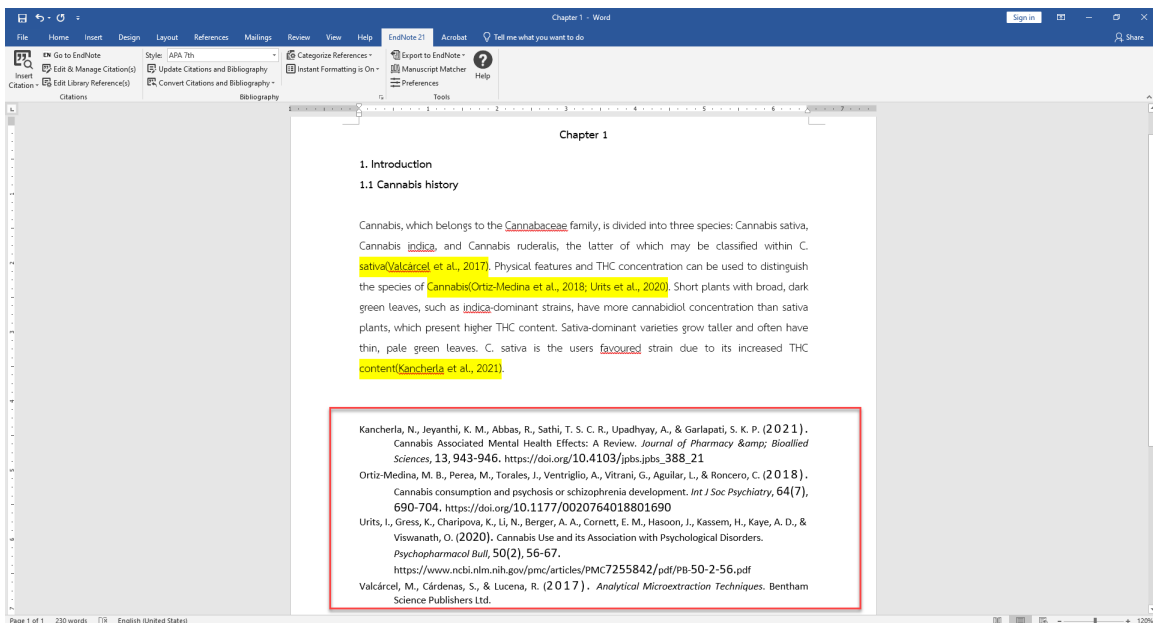 Chapter 1 - Word
Sign in
File Home Insert Design Layout References Mailings Review View Help EndNote 21 Acrobat Tell me what you want to do
Share
Insert Citation
EN Go to EndNote
Edit & Manage Citation(s)
Edit Library Reference(s)
Citations
Style: APA 7th
Update Citations and Bibliography
Convert Citations and Bibliography
Bibliography
Categorize References
Instant Formatting is On
Export to EndNote
Manuscript Matcher
Preferences
Help
Tools
1 2 3 4 5 6 7
Chapter 1
1. Introduction
1.1 Cannabis history
Cannabis, which belongs to the Cannabaceae family, is divided into three species: Cannabis sativa,
Cannabis indica, and Cannabis ruderalis, the latter of which may be classified within C.
sativa(Valcárcel et al., 2017). Physical features and THC concentration can be used to distinguish
the species of Cannabis(Ortiz-Medina et al., 2018; Urits et al., 2020). Short plants with broad, dark
green leaves, such as indica-dominant strains, have more cannabidiol concentration than sativa
plants, which present higher THC content. Sativa-dominant varieties grow taller and often have
thin, pale green leaves. C. sativa is the users favoured strain due to its increased THC
content(Kancherla et al., 2021).
Kancherla, N., Jeyanthi, K. M., Abbas, R., Sathi, T. S. C. R., Upadhyay, A., & Garlapati, S. K. P. (2021).
Cannabis Associated Mental Health Effects: A Review. Journal of Pharmacy &amp; Bioallied
Sciences, 13, 943-946. https://doi.org/10.4103/jpbs.jpbs_388_21
Ortiz-Medina, M. B., Perea, M., Torales, J., Ventriglio, A., Vitrani, G., Aguilar, L., & Roncero, C. (2018).
Cannabis consumption and psychosis or schizophrenia development. Int J Soc Psychiatry, 64(7),
690-704. https://doi.org/10.1177/0020764018801690
Urits, I., Gress, K., Charipova, K., Li, N., Berger, A. A., Cornett, E. M., Hasoon, J., Kassem, H., Kaye, A. D., &
Viswanath, O. (2020). Cannabis Use and its Association with Psychological Disorders.
Psychopharmacol Bull, 50(2), 56-67.
https://www.ncbi.nlm.nih.gov/pmc/articles/PMC7255842/pdf/PB-50-2-56.pdf
Valcárcel, M., Cárdenas, S., & Lucena, R. (2017). Analytical Microextraction Techniques. Bentham
Science Publishers Ltd.
Page 1 of 1 230 words English (United States)
120%